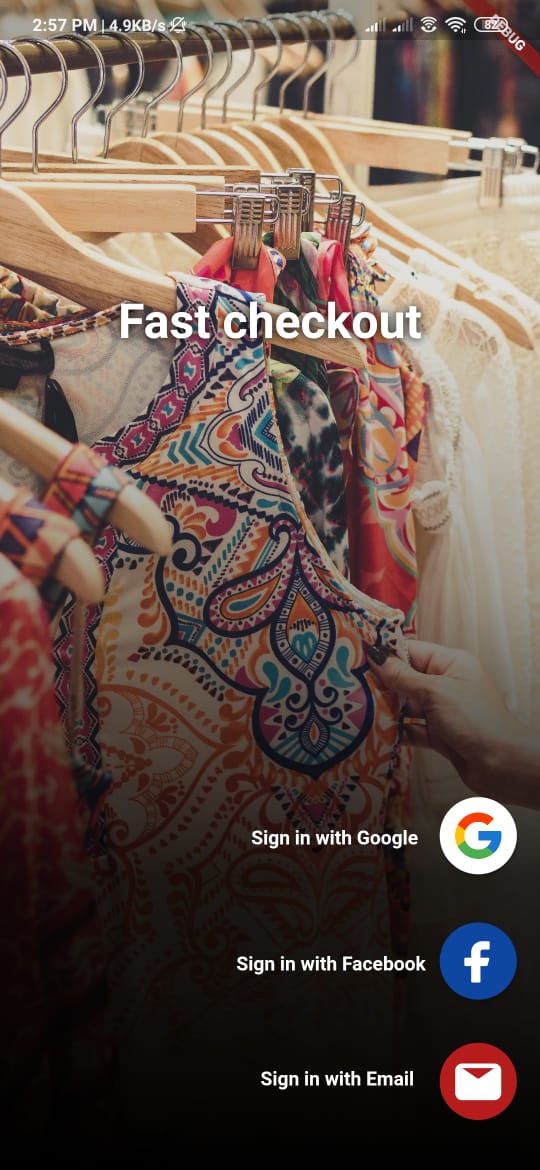 2:57 PM | 4.9KB/s
82
DEBUG
Fast checkout
Sign in with Google
Sign in with Facebook
Sign in with Email